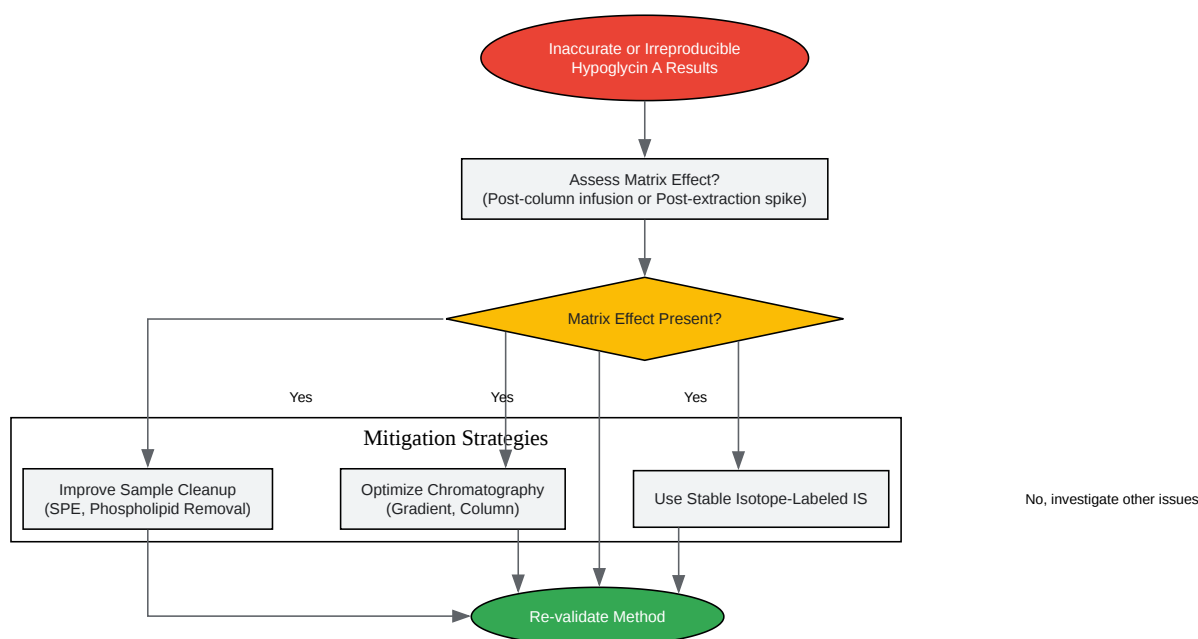 Inaccurate or Irreproducible
Hypoglycin A Results
Assess Matrix Effect?
(Post-column infusion or Post-extraction spike)
Matrix Effect Present?
Yes
Yes
Yes
Mitigation Strategies
Improve Sample Cleanup
(SPE, Phospholipid Removal)
Optimize Chromatography
(Gradient, Column)
Use Stable Isotope-Labeled IS
No, investigate other issues
Re-validate Method